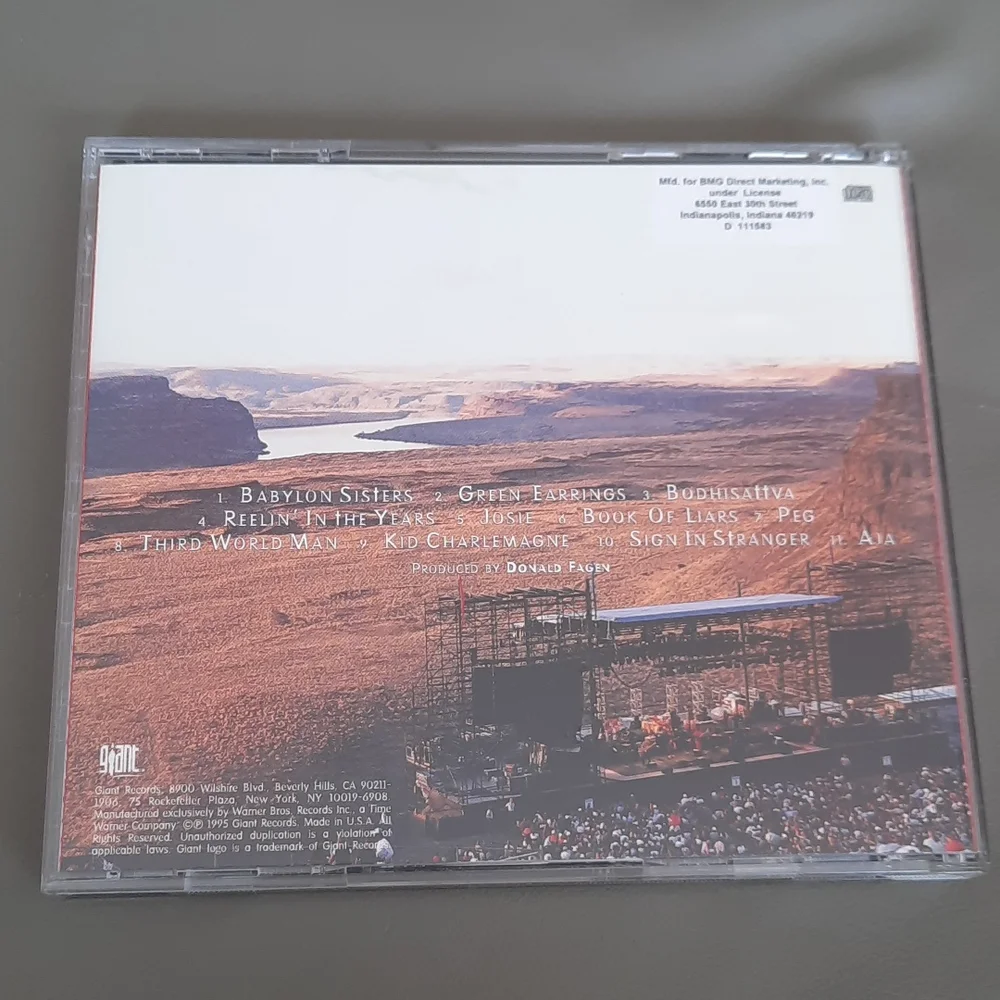 Mfd. for BMG Direct Marketing, Inc.
under License
6550 East 30th Street
Indianapolis, Indiana 46219
D 111583
1. Babylon Sisters 2. Green Earrings 3. Bodhisattva
4. Reelin' In the Years 5. Josie 6. Book Of Liars 7. Peg
8. Third World Man 9. Kid Charlemagne 10. Sign In Stranger 11. Aja
Produced by Donald Fagen
giant
Giant Records, 8900 Wilshire Blvd., Beverly Hills, CA 90211-
1906, 75 Rockefeller Plaza, New York, NY 10019-6908.
Manufactured exclusively by Warner Bros. Records Inc., a Time
Warner Company ©℗ 1995 Giant Records. Made in U.S.A. All
Rights Reserved. Unauthorized duplication is a violation of
applicable laws. Giant logo is a trademark of Giant Records